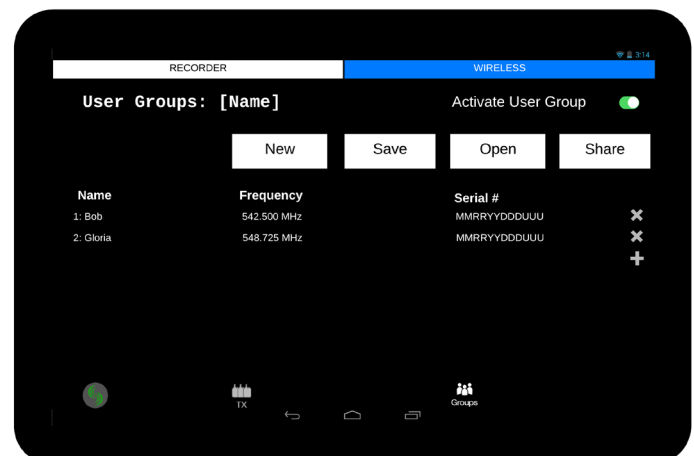 3:14
RECORDER WIRELESS
User Groups: [Name] Activate User Group
New Save Open Share
Name Frequency Serial #
1: Bob 542.500 MHz MMRRYYDDDUUU
2: Gloria 548.725 MHz MMRRYYDDDUUU
TX Groups